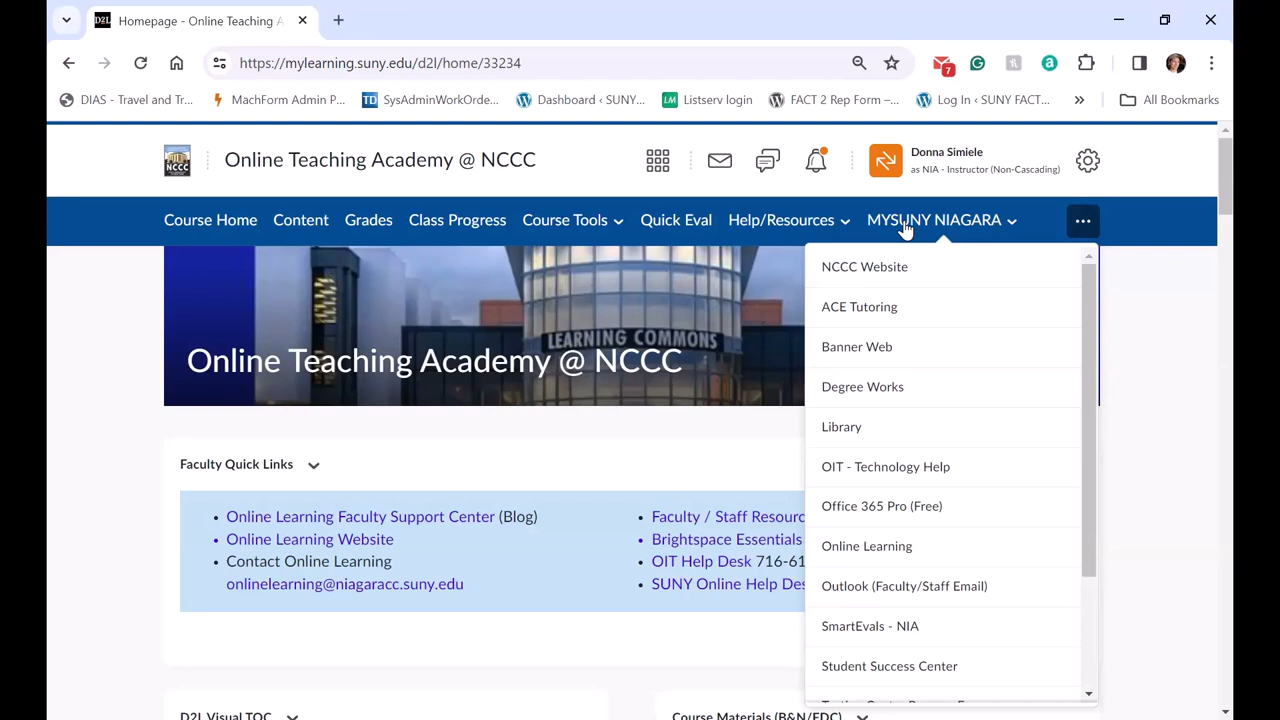 D2L Homepage - Online Teaching A
https://mylearning.suny.edu/d2l/home/33234
7
DIAS - Travel and Tr...
MachForm Admin P...
TD SysAdminWorkOrde...
Dashboard ‹ SUNY...
LM Listserv login
FACT 2 Rep Form –...
Log In ‹ SUNY FACT...
»
All Bookmarks
NCCC
Online Teaching Academy @ NCCC
Donna Simiele
as NIA - Instructor (Non-Cascading)
Course Home
Content
Grades
Class Progress
Course Tools
Quick Eval
Help/Resources
MYSUNY NIAGARA
...
LEARNING COMMONS
Online Teaching Academy @ NCCC
NCCC Website
ACE Tutoring
Banner Web
Degree Works
Library
OIT - Technology Help
Office 365 Pro (Free)
Online Learning
Outlook (Faculty/Staff Email)
SmartEvals - NIA
Student Success Center
Faculty Quick Links
• Online Learning Faculty Support Center (Blog)
• Online Learning Website
• Contact Online Learning
onlinelearning@niagaracc.suny.edu
• Faculty / Staff Resourc
• Brightspace Essentials
• OIT Help Desk 716-61
• SUNY Online Help Des
D2L Visual TOC
Course Materials (B&N/FDC)